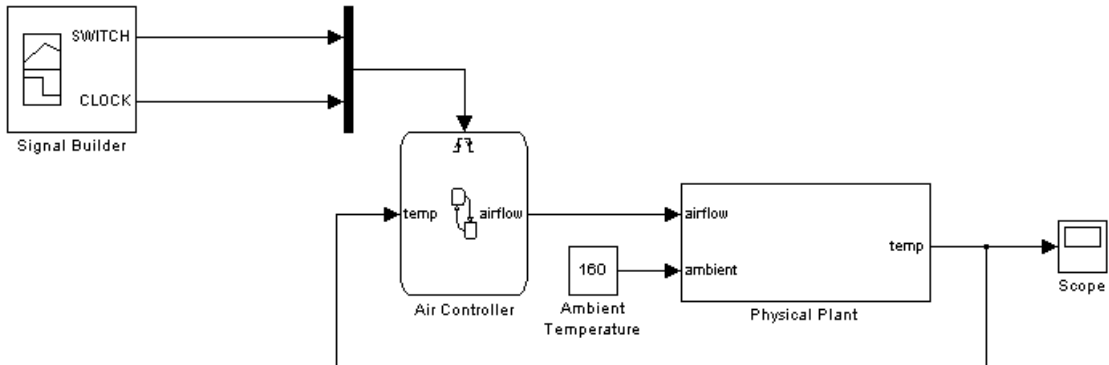 SWITCH
CLOCK
Signal Builder
temp
airflow
Air Controller
160
Ambient
Temperature
airflow
ambient
temp
Physical Plant
Scope